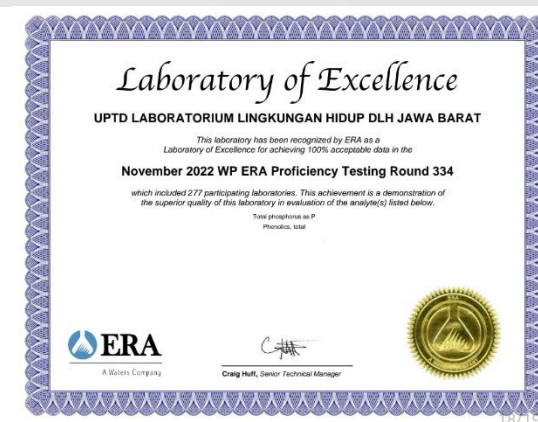 Laboratory of Excellence
UPTD LABORATORIUM LINGKUNGAN HIDUP DLH JAWA BARAT
This laboratory has been recognized by ERA as a
Laboratory of Excellence for achieving 100% acceptable data in the
November 2022 WP ERA Proficiency Testing Round 334
which included 277 participating laboratories. This achievement is a demonstration of
the superior quality of this laboratory in evaluation of the analyte(s) listed below.
Total phosphorus as P
Phenolics, total
ERA
A Waters Company
Craig Huff, Senior Technical Manager
ERA